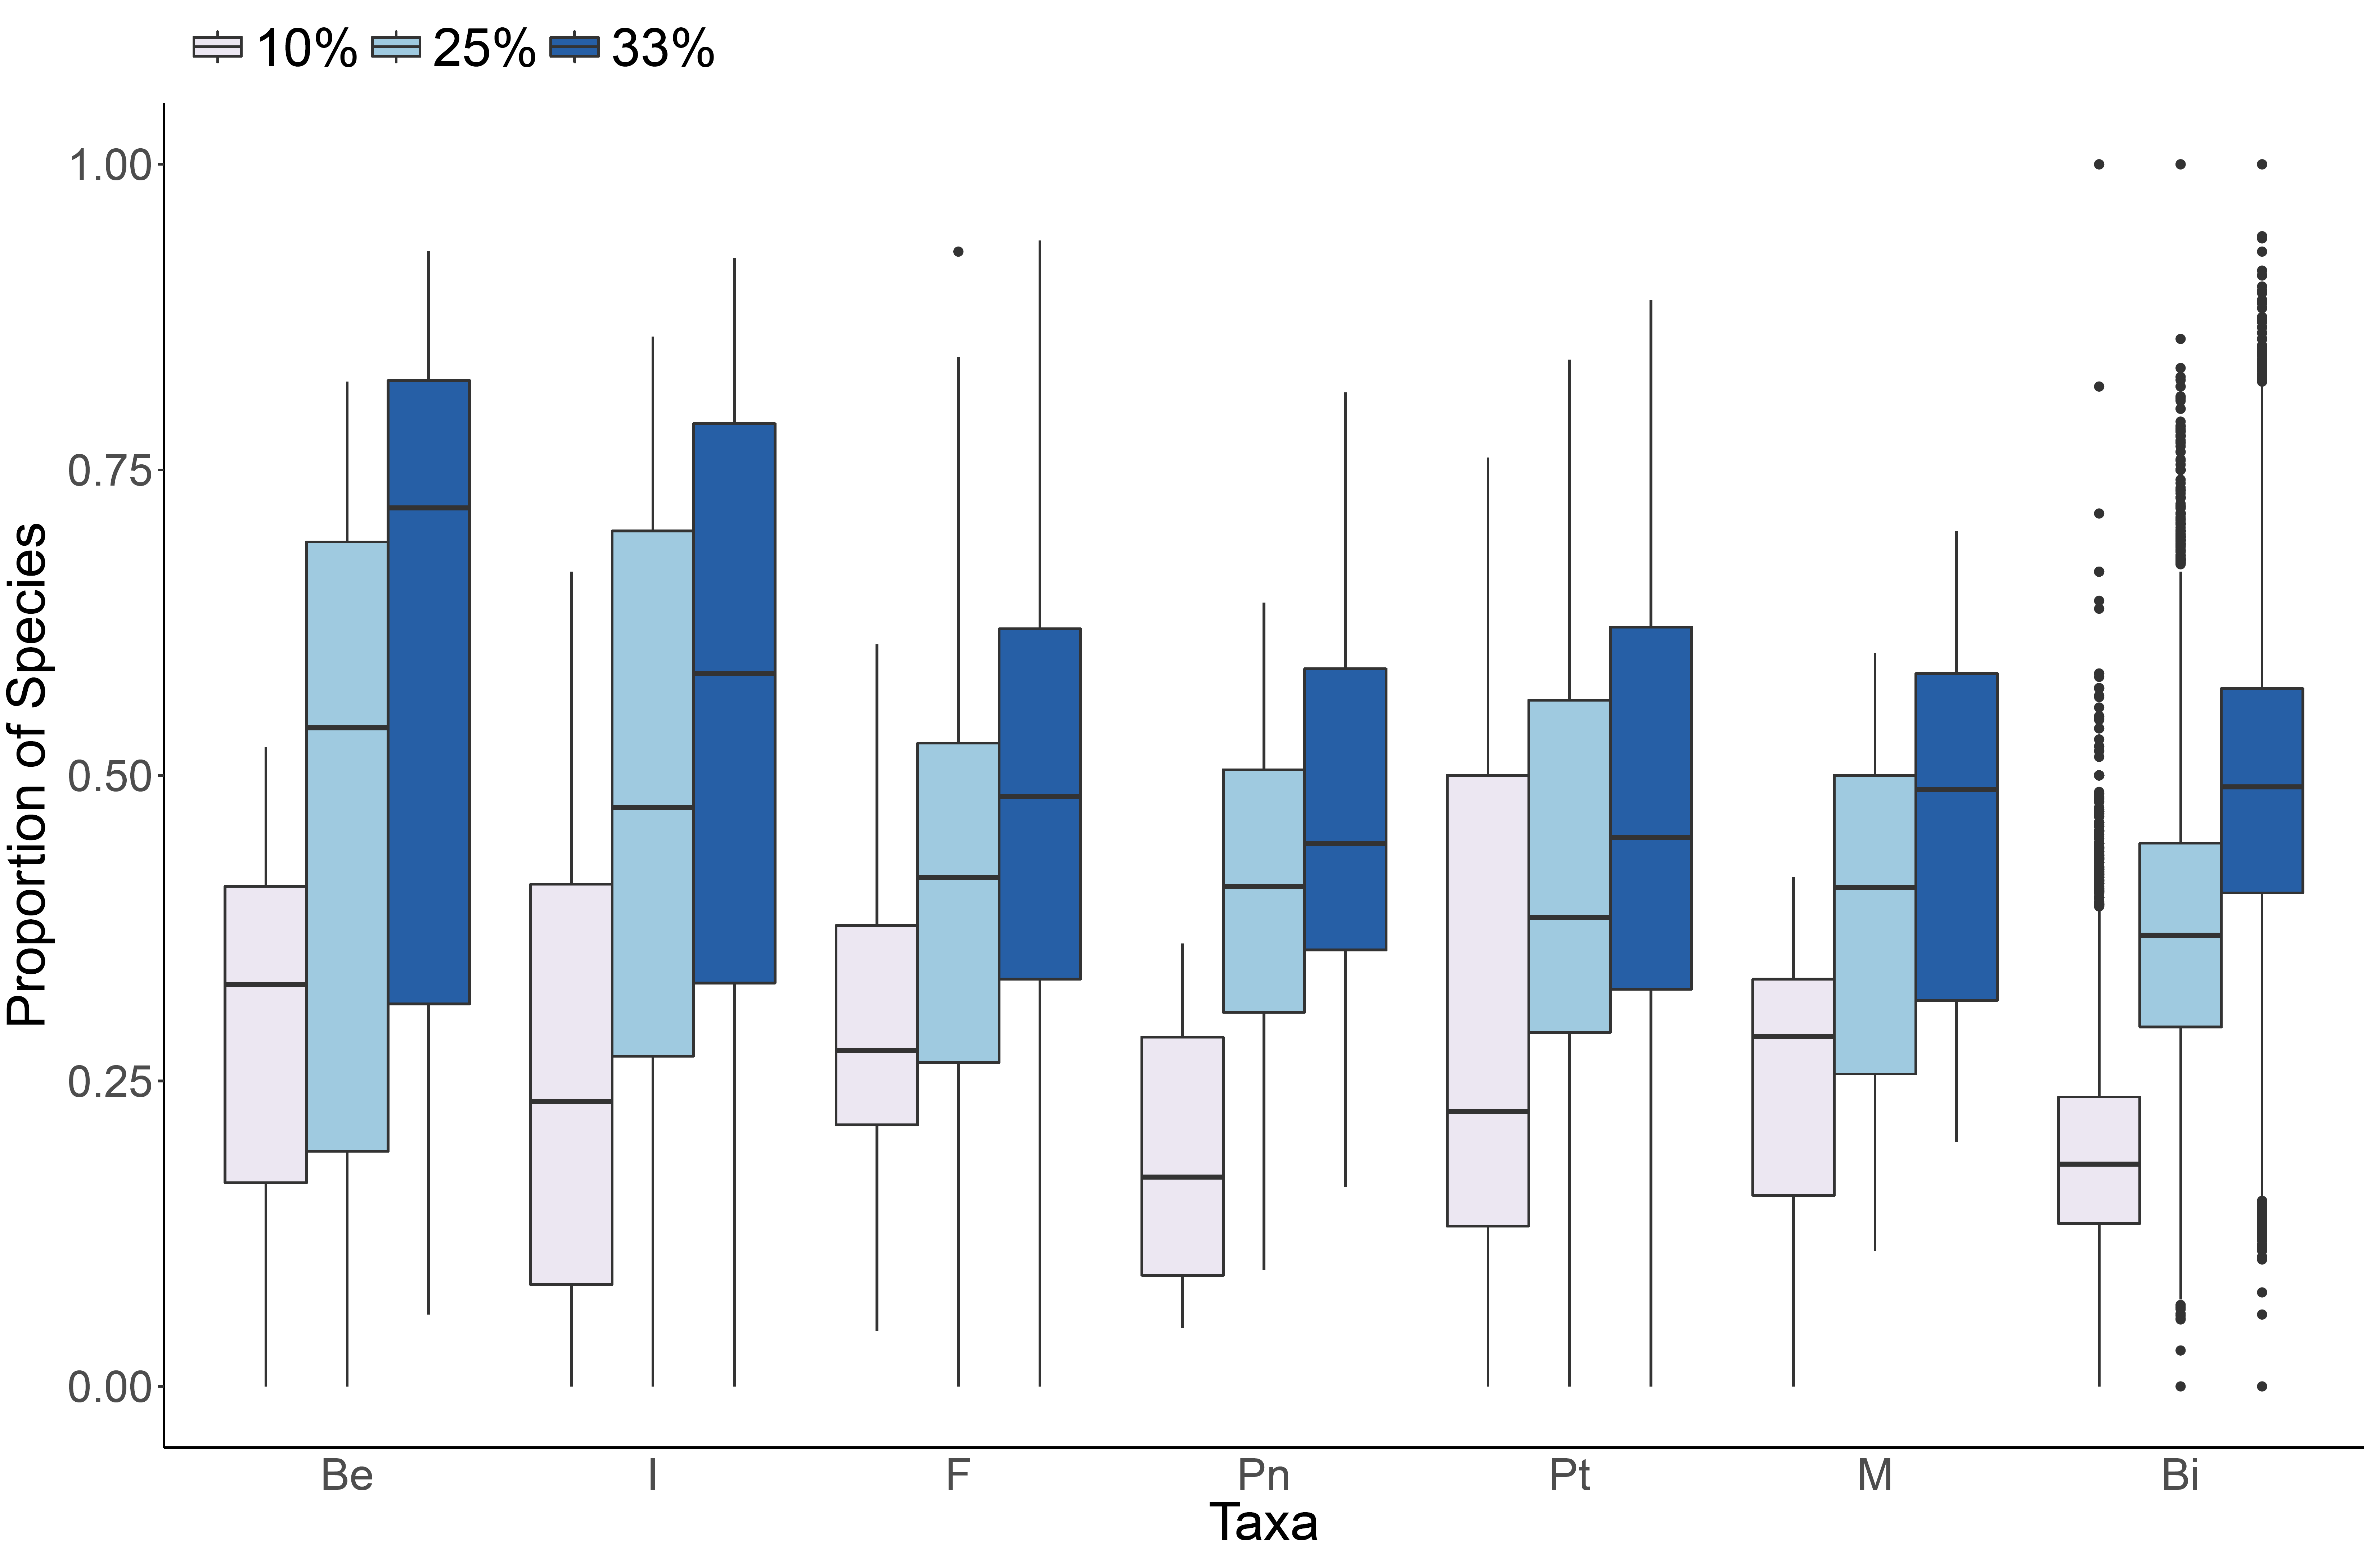 10% 25% 33%
1.00
0.75
0.50
0.25
0.00
Proportion of Species
Be I F Pn Pt M Bi
Taxa